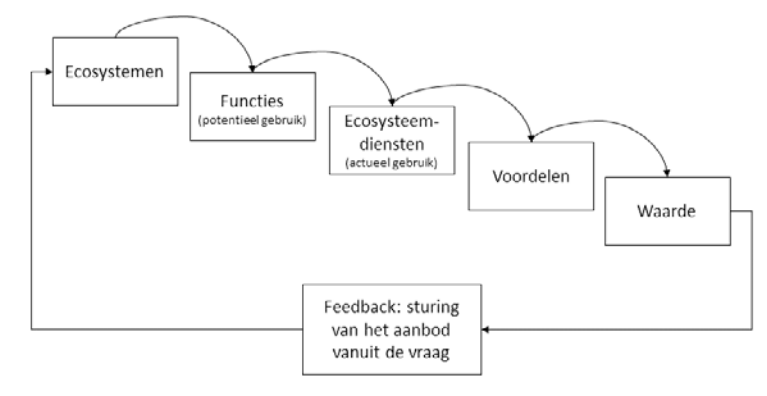 Ecosystemen
Functies
(potentieel gebruik)
Ecosysteem-
diensten
(actueel gebruik)
Voordelen
Waarde
Feedback: sturing
van het aanbod
vanuit de vraag